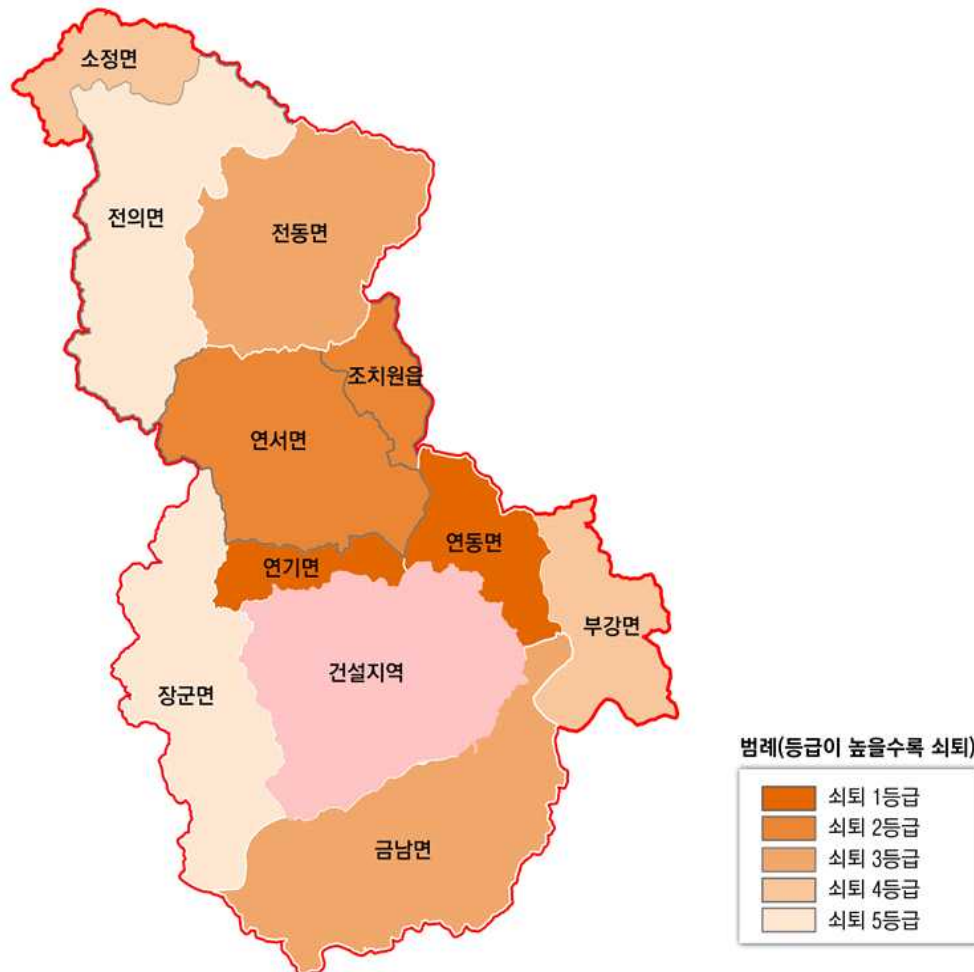 소정면
전의면
전동면
조치원읍
연서면
연동면
연기면
부강면
건설지역
장군면
금남면
범례(등급이 높을수록 쇠퇴)
쇠퇴 1등급
쇠퇴 2등급
쇠퇴 3등급
쇠퇴 4등급
쇠퇴 5등급